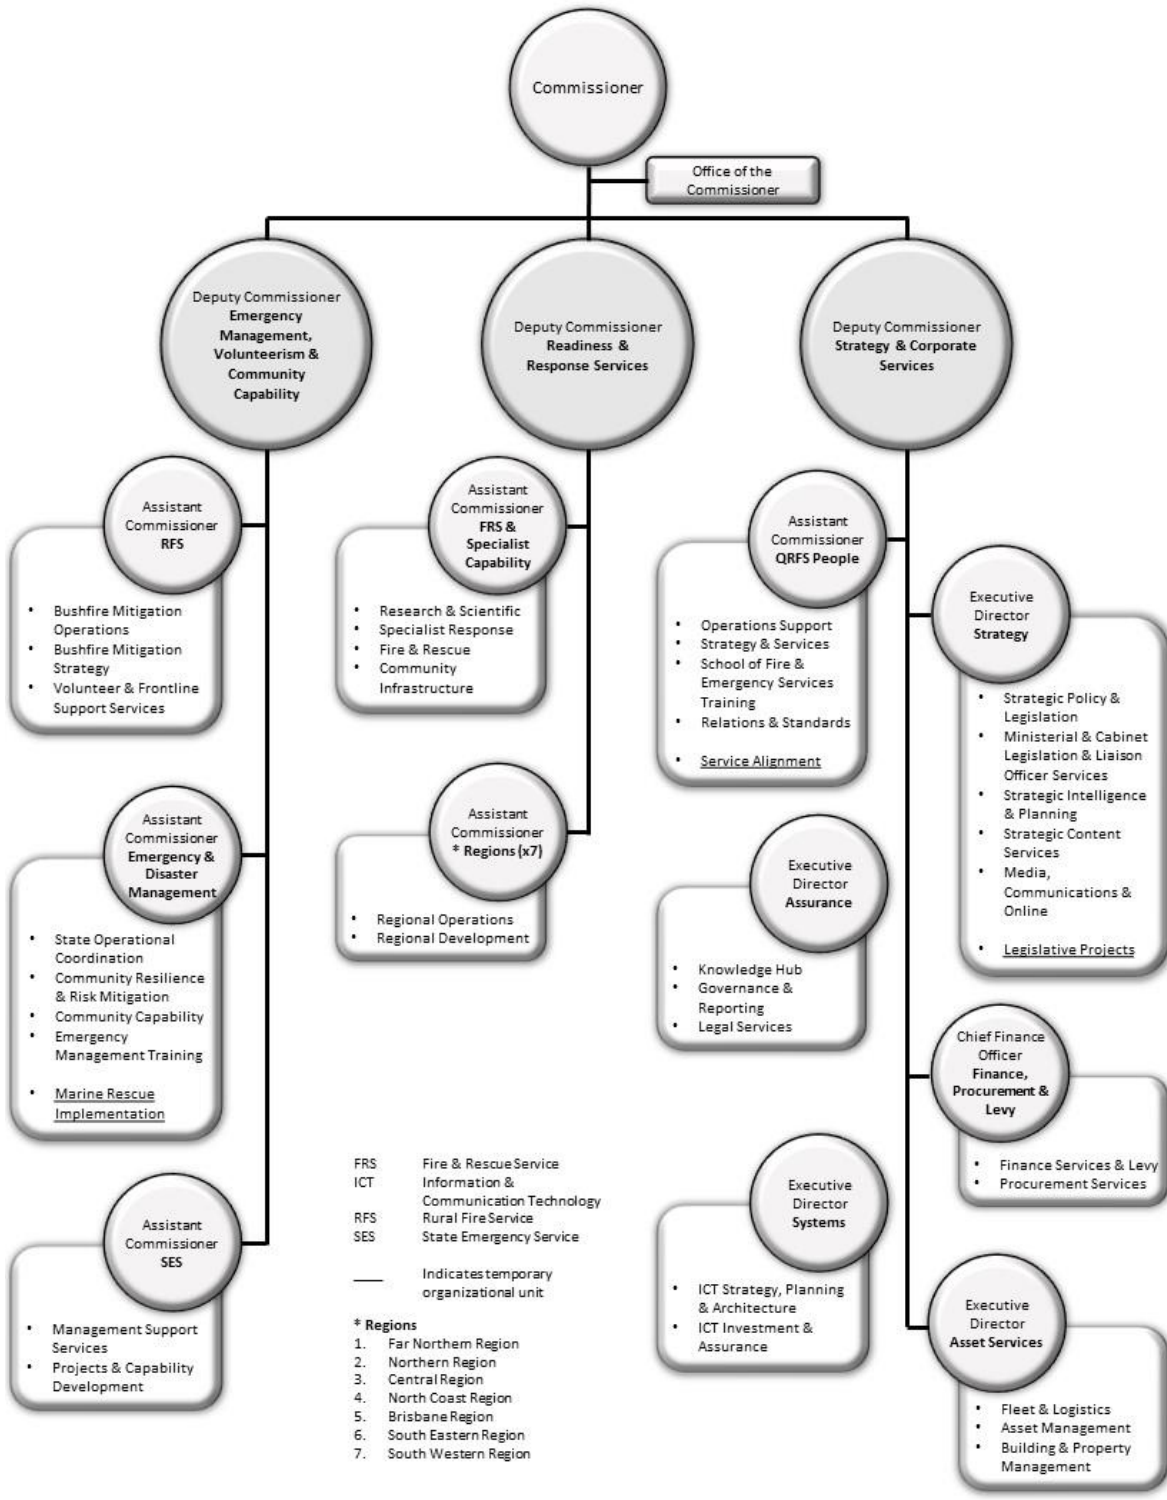 Commissioner
Office of the
Commissioner
Deputy Commissioner
Emergency
Management,
Volunteerism &
Community
Capability
Deputy Commissioner
Readiness &
Response Services
Deputy Commissioner
Strategy & Corporate
Services
Assistant
Commissioner
RFS
• Bushfire Mitigation
Operations
• Bushfire Mitigation
Strategy
• Volunteer & Frontline
Support Services
Assistant
Commissioner
Emergency &
Disaster
Management
• State Operational
Coordination
• Community Resilience
& Risk Mitigation
• Community Capability
• Emergency
Management Training
• Marine Rescue
Implementation
Assistant
Commissioner
SES
• Management Support
Services
• Projects & Capability
Development
Assistant
Commissioner
FRS &
Specialist
Capability
• Research & Scientific
• Specialist Response
• Fire & Rescue
• Community
Infrastructure
Assistant
Commissioner
* Regions (x7)
• Regional Operations
• Regional Development
Assistant
Commissioner
QRFS People
• Operations Support
• Strategy & Services
• School of Fire &
Emergency Services
Training
• Relations & Standards
• Service Alignment
Executive
Director
Assurance
• Knowledge Hub
• Governance &
Reporting
• Legal Services
Executive
Director
Systems
• ICT Strategy, Planning
& Architecture
• ICT Investment &
Assurance
Executive
Director
Strategy
• Strategic Policy &
Legislation
• Ministerial & Cabinet
Legislation & Liaison
Officer Services
• Strategic Intelligence
& Planning
• Strategic Content
Services
• Media,
Communications &
Online
• Legislative Projects
Chief Finance
Officer
Finance,
Procurement &
Levy
• Finance Services & Levy
• Procurement Services
Executive
Director
Asset Services
• Fleet & Logistics
• Asset Management
• Building & Property
Management
FRS Fire & Rescue Service
ICT Information &
Communication Technology
RFS Rural Fire Service
SES State Emergency Service
___ Indicates temporary
organizational unit
* Regions
1. Far Northern Region
2. Northern Region
3. Central Region
4. North Coast Region
5. Brisbane Region
6. South Eastern Region
7. South Western Region